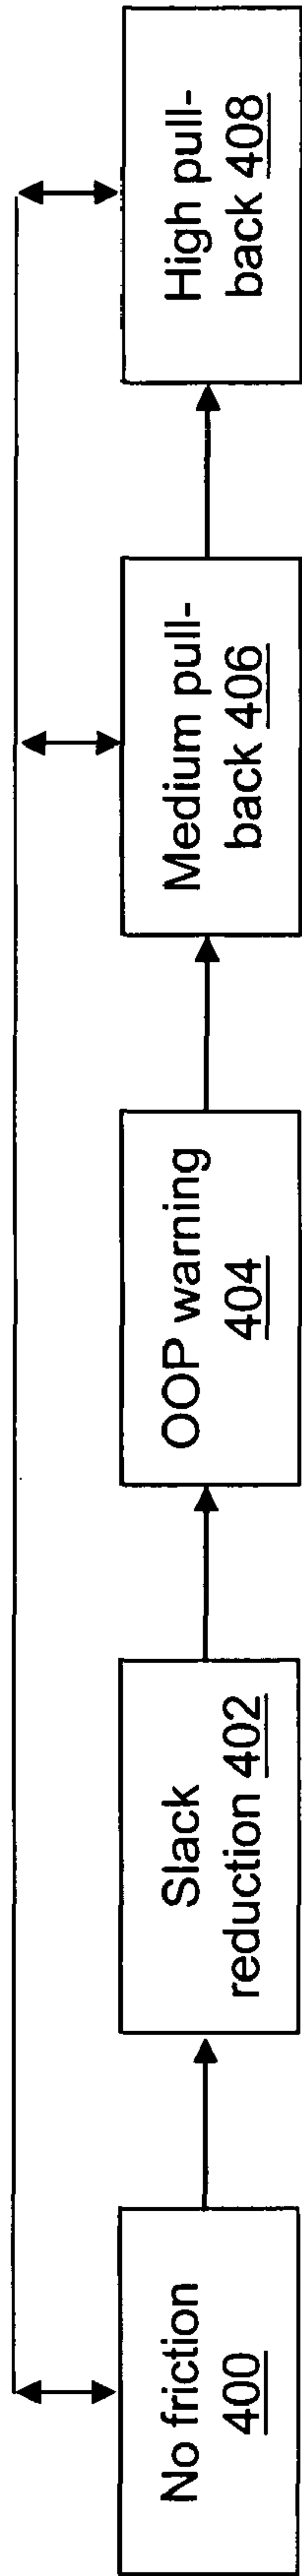 No friction
400
Slack
reduction 402
OOP warning
404
Medium pull-
back 406
High pull-
back 408